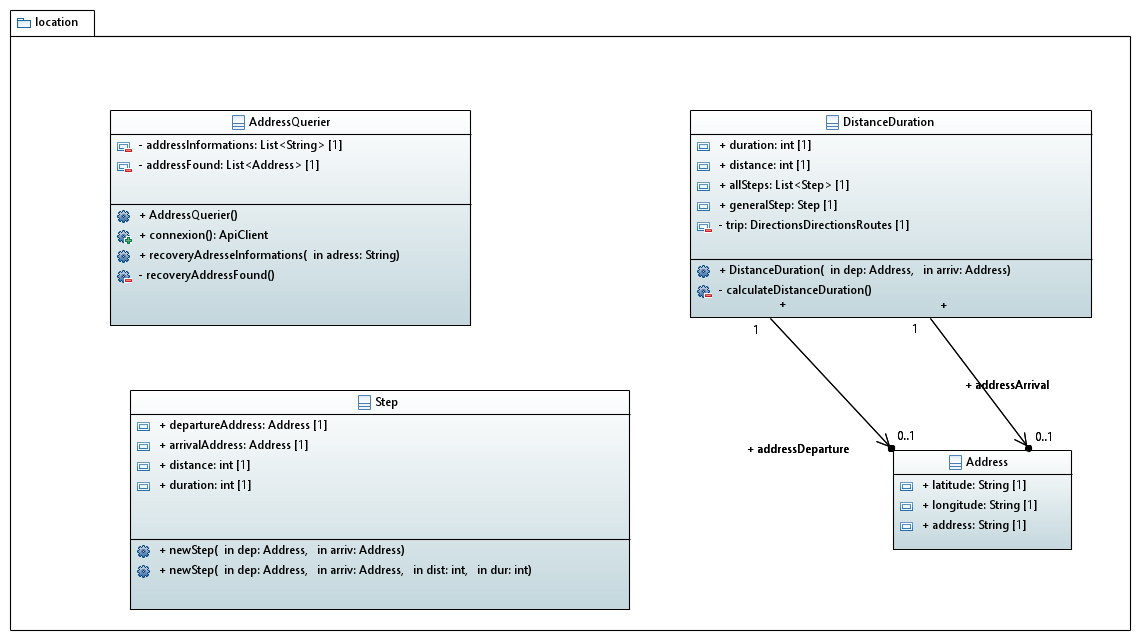 location
AddressQuerier
- addressInformations: List<String> [1]
- addressFound: List<Address> [1]
+ AddressQuerier()
+ connexion(): ApiClient
+ recoveryAdresseInformations( in adress: String)
- recoveryAddressFound()
DistanceDuration
+ duration: int [1]
+ distance: int [1]
+ allSteps: List<Step> [1]
+ generalStep: Step [1]
- trip: DirectionsDirectionsRoutes [1]
+ DistanceDuration( in dep: Address, in arriv: Address)
- calculateDistanceDuration()
+ +
1 1
+ addressArrival
0..1 0..1
+ addressDeparture
Step
+ departureAddress: Address [1]
+ arrivalAddress: Address [1]
+ distance: int [1]
+ duration: int [1]
+ newStep( in dep: Address, in arriv: Address)
+ newStep( in dep: Address, in arriv: Address, in dist: int, in dur: int)
Address
+ latitude: String [1]
+ longitude: String [1]
+ address: String [1]